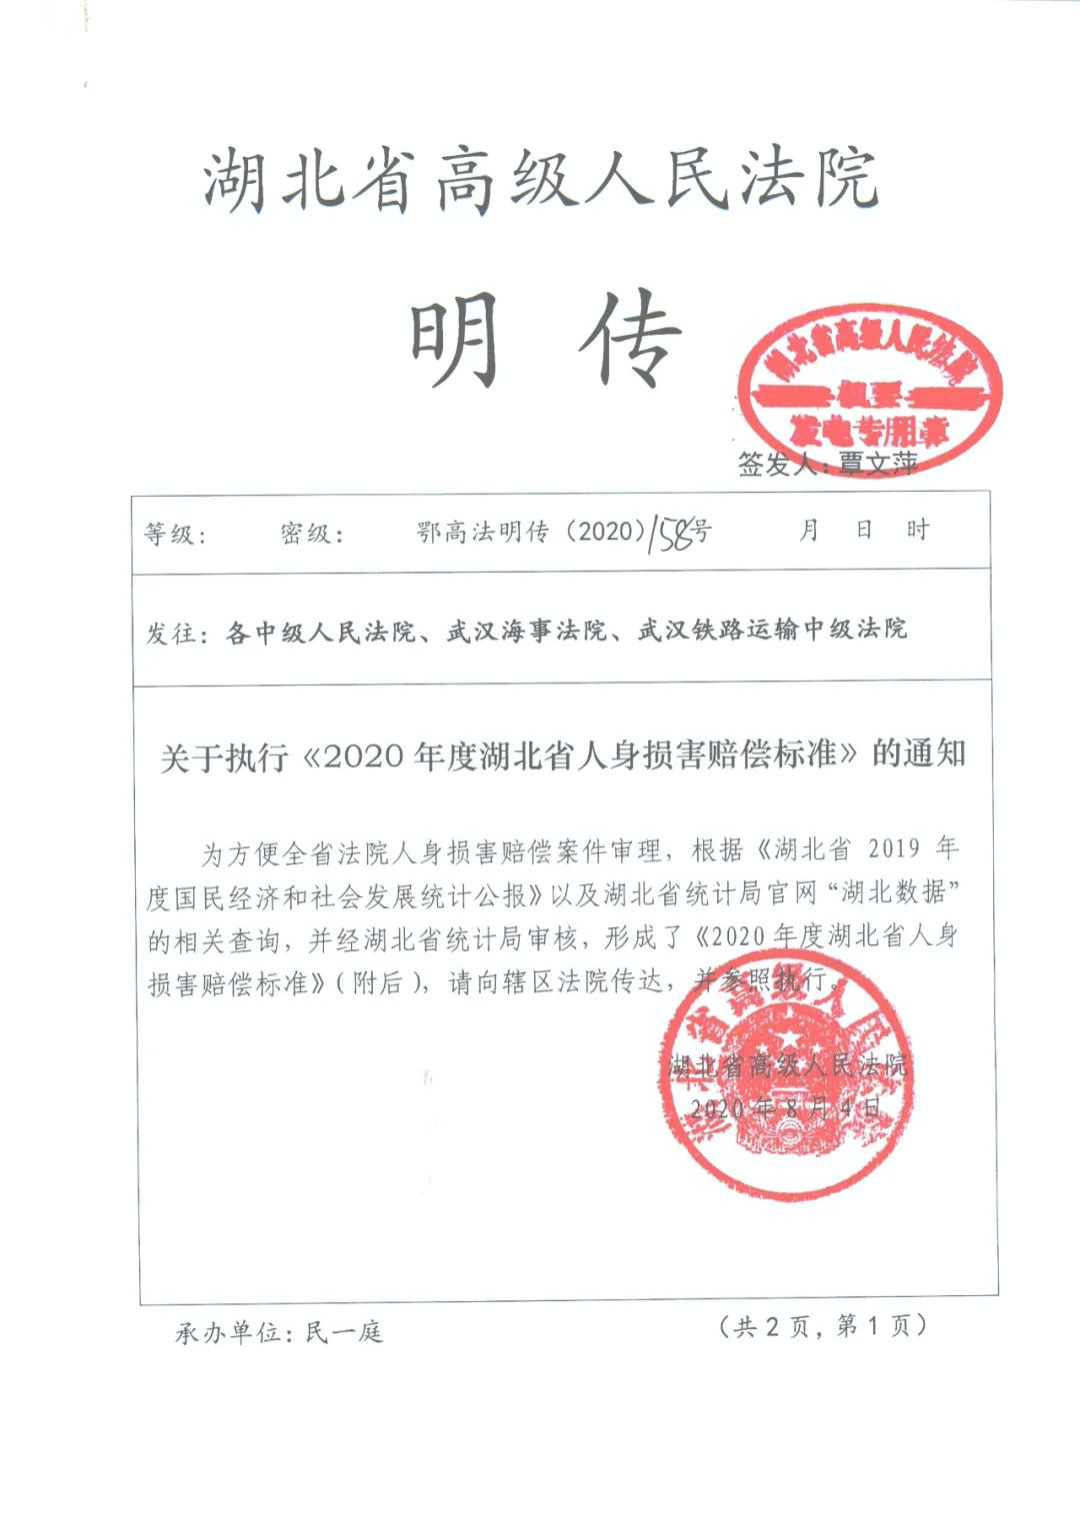 湖北省高级人民法院
明 传
湖北省高级人民法院
机要
发电专用章
签发人：覃文萍
等级： 密级： 鄂高法明传（2020）158号 月 日 时
发往：各中级人民法院、武汉海事法院、武汉铁路运输中级法院
关于执行《2020 年度湖北省人身损害赔偿标准》的通知
为方便全省法院人身损害赔偿案件审理，根据《湖北省 2019 年
度国民经济和社会发展统计公报》以及湖北省统计局官网“湖北数据”
的相关查询，并经湖北省统计局审核，形成了《2020 年度湖北省人身
损害赔偿标准》（附后），请向辖区法院传达，并参照执行。
湖北省高级人民法院
湖北省高级人民法院
2020 年 8 月 4 日
承办单位：民一庭
（共 2 页，第 1 页）